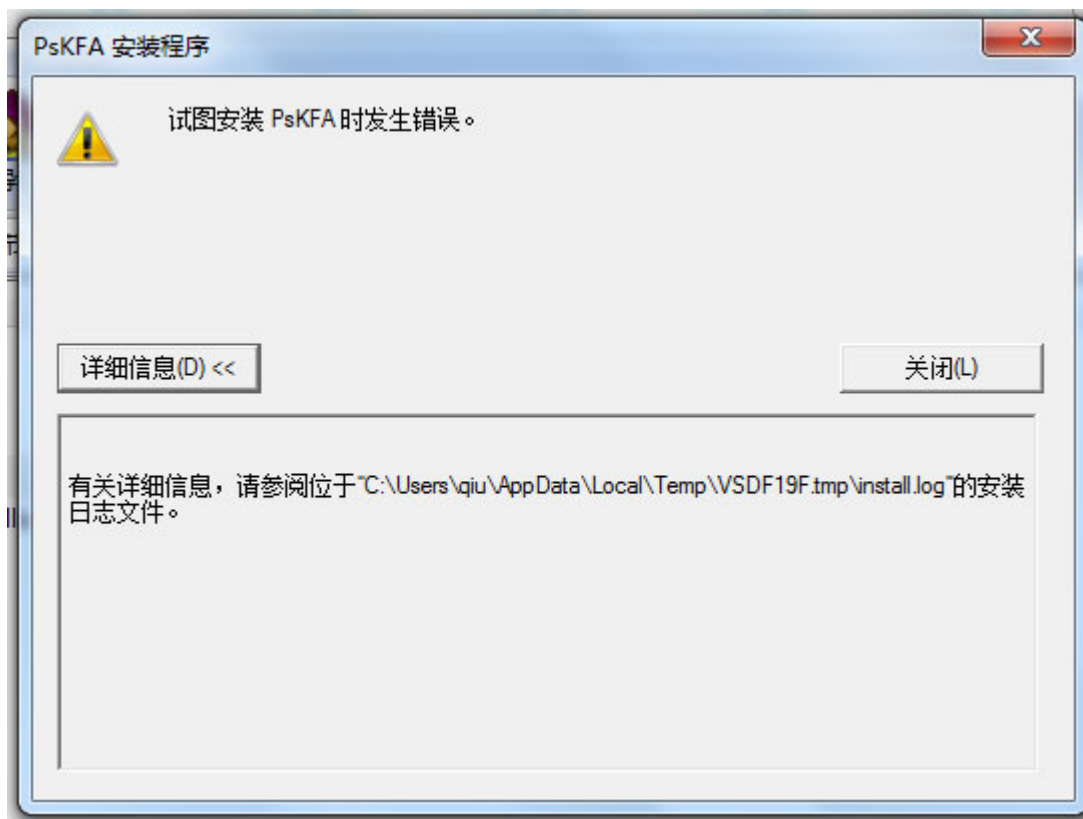 PsKFA 安装程序
试图安装 PsKFA 时发生错误。
详细信息(D) <<
关闭(L)
有关详细信息，请参阅位于"C:\Users\qiu\AppData\Local\Temp\VSDF19F.tmp\install.log"的安装
日志文件。